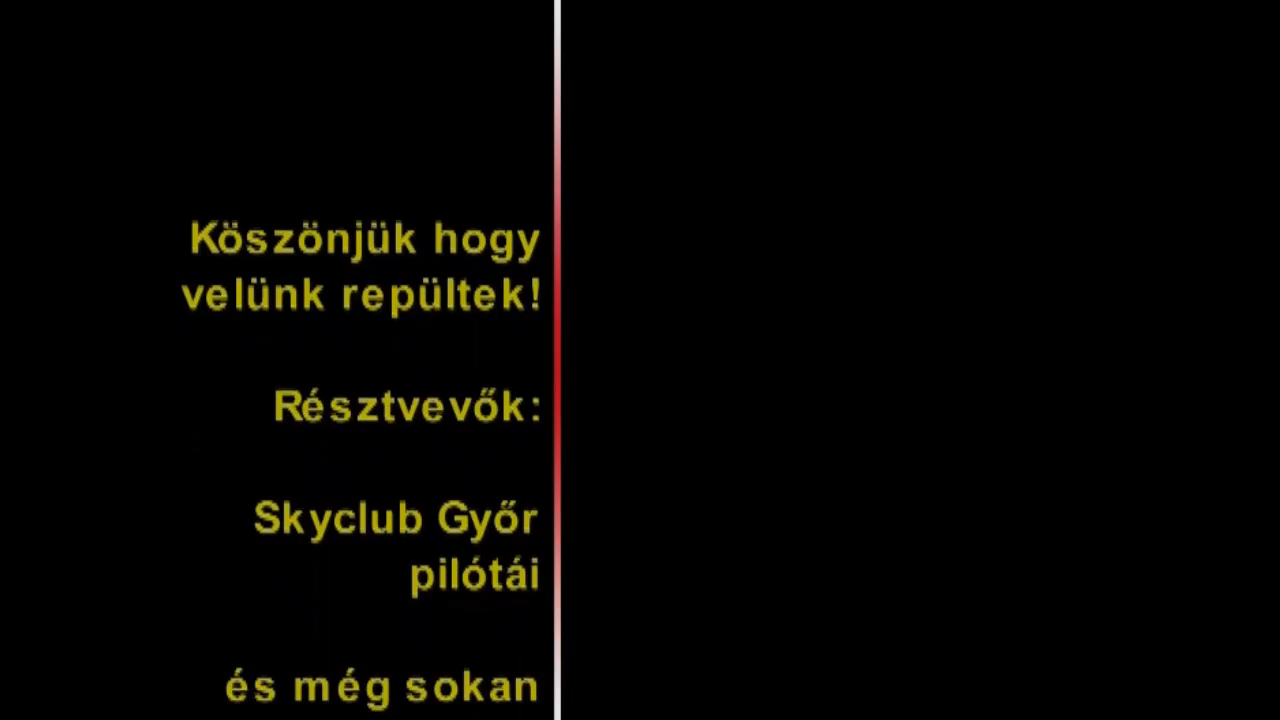 Köszönjük hogy
velünk repültek!
Résztvevők:
Skyclub Győr
pilótái
és még sokan